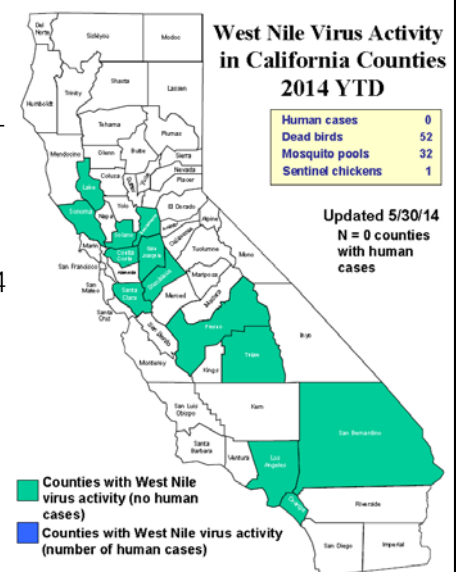 West Nile Virus Activity
in California Counties
2014 YTD
Human cases 0
Dead birds 52
Mosquito pools 32
Sentinel chickens 1
Updated 5/30/14
N = 0 counties
with human
cases
Del
Norte
Siskiyou
Modoc
Humboldt
Trinity
Shasta
Lassen
Tehama
Plumas
Mendocino
Glenn
Butte
Sierra
Nevada
Placer
Colusa
Lake
Yolo
El Dorado
Sonoma
Napa
Alpine
Solano
Marin
Contra
Costa
San
Joaquin
Tuolumne
Mono
San Francisco
Alameda
Stanislaus
Mariposa
San
Mateo
Santa
Clara
Merced
Madera
Santa
Cruz
San Benito
Fresno
Inyo
Monterey
Kings
Tulare
San Luis
Obispo
Kern
San Bernardino
Santa
Barbara
Ventura
Los
Angeles
Orange
Riverside
San Diego
Imperial
Counties with West Nile
virus activity (no human
cases)
Counties with West Nile virus activity
(number of human cases)
4